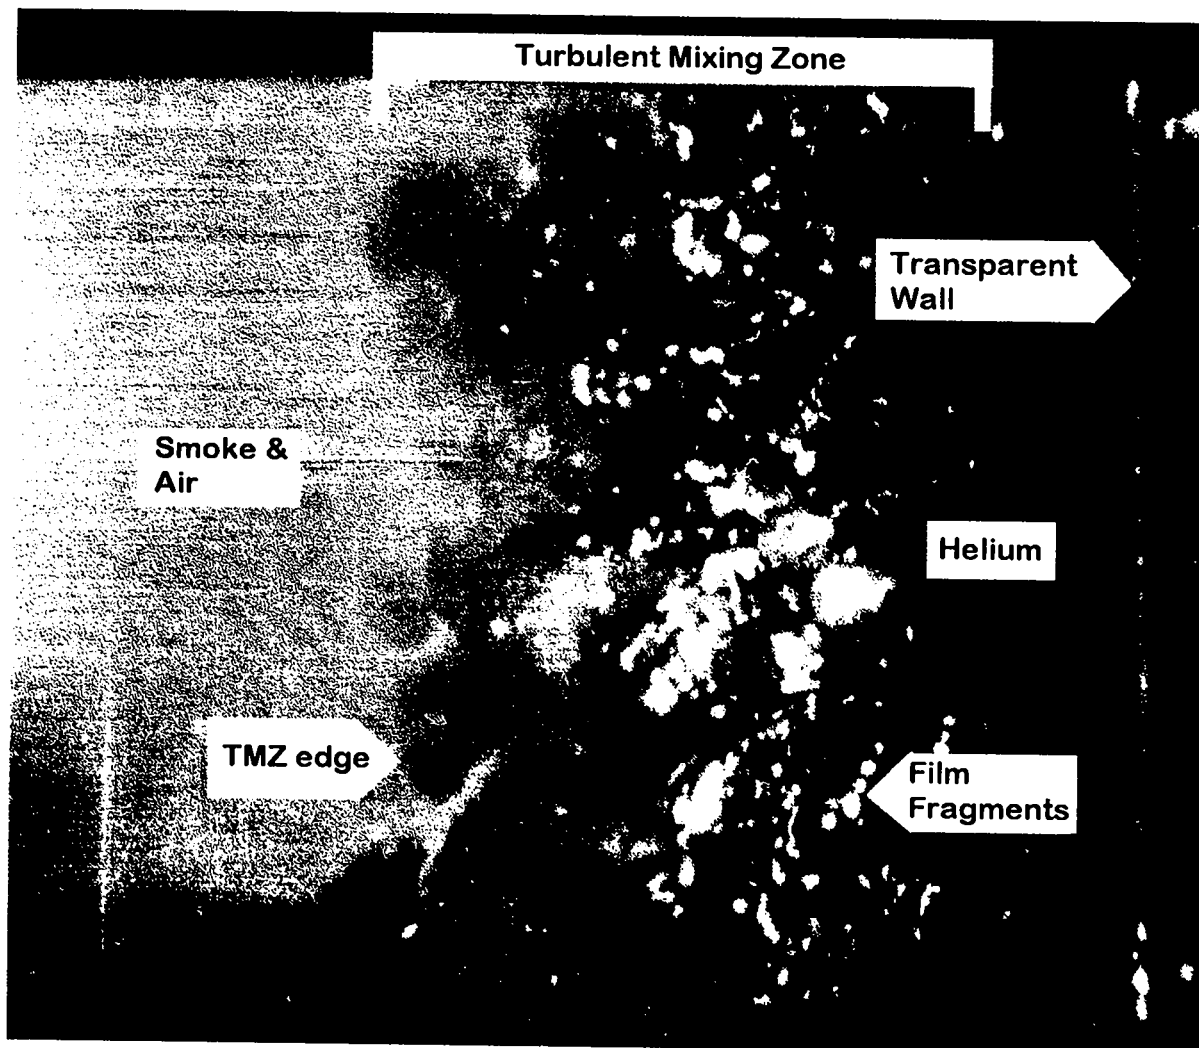 Turbulent Mixing Zone
Transparent
Wall
Smoke &
Air
Helium
TMZ edge
Film
Fragments